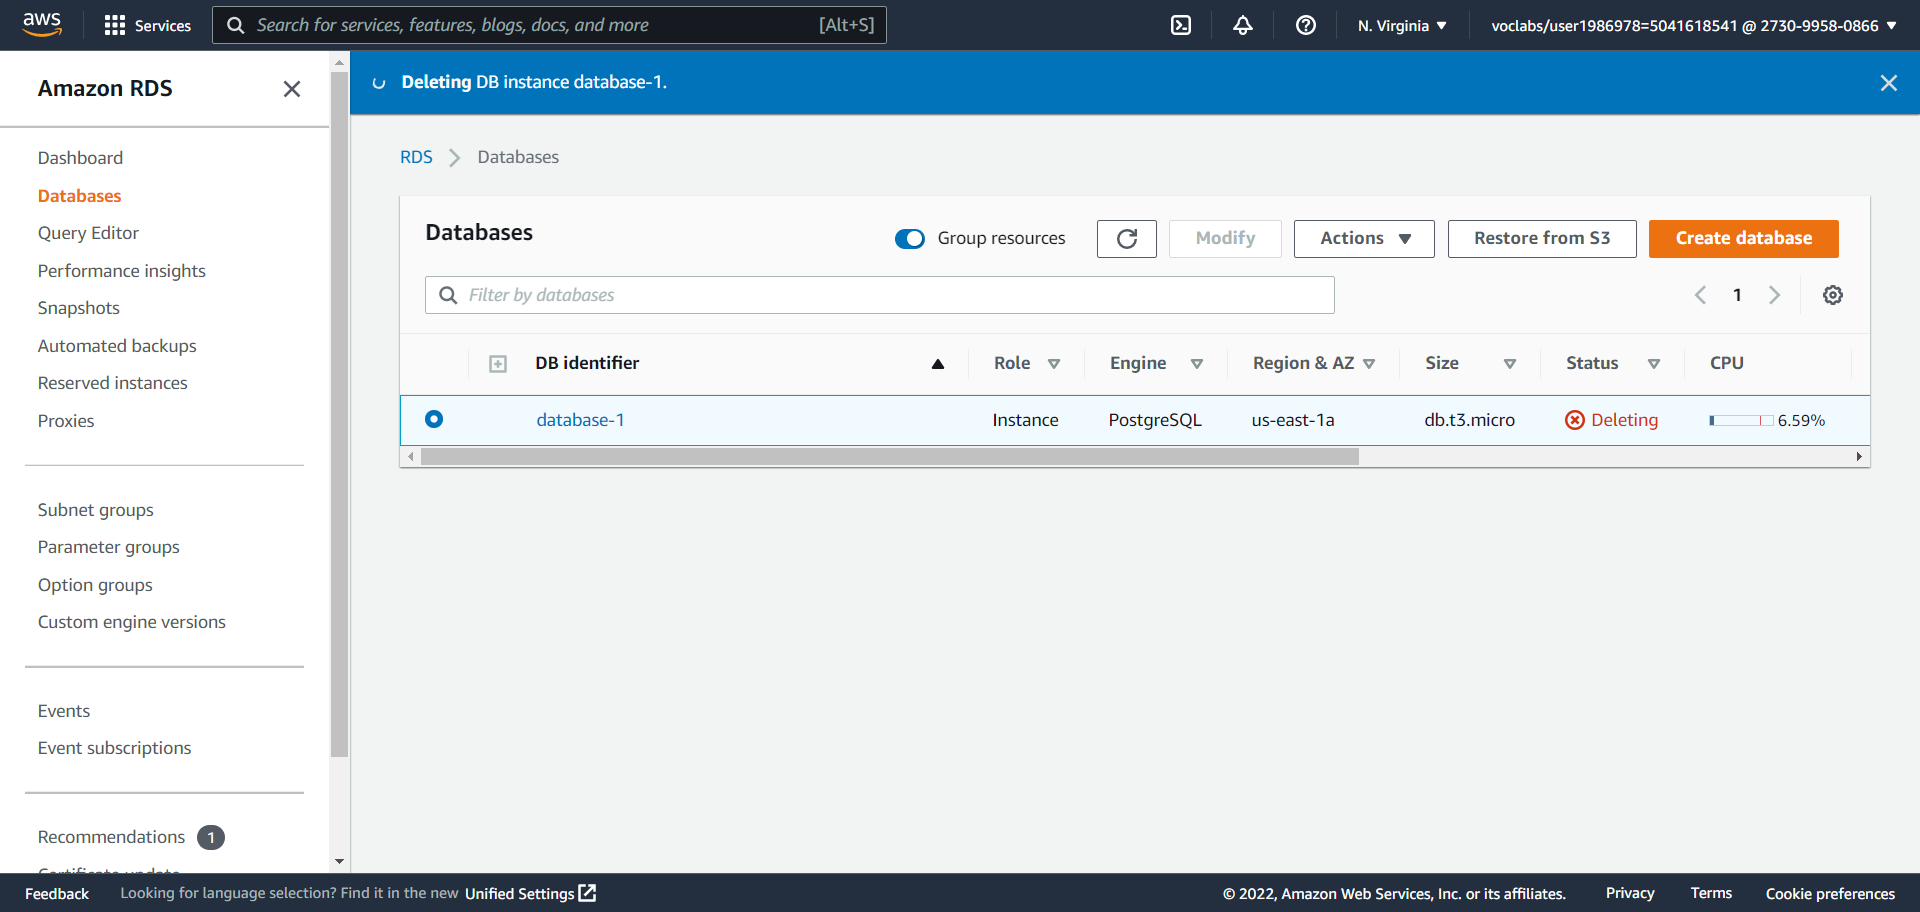 aws Services Search for services, features, blogs, docs, and more [Alt+S] N. Virginia voclabs/user1986978=5041618541 @ 2730-9958-0866
Amazon RDS
Dashboard
Databases
Query Editor
Performance insights
Snapshots
Automated backups
Reserved instances
Proxies
Subnet groups
Parameter groups
Option groups
Custom engine versions
Events
Event subscriptions
Recommendations 1
Certificate update
Deleting DB instance database-1.
RDS Databases
Databases Group resources Modify Actions Restore from S3 Create database
Filter by databases 1
DB identifier Role Engine Region & AZ Size Status CPU
database-1 Instance PostgreSQL us-east-1a db.t3.micro Deleting 6.59%
Feedback Looking for language selection? Find it in the new Unified Settings © 2022, Amazon Web Services, Inc. or its affiliates. Privacy Terms Cookie preferences